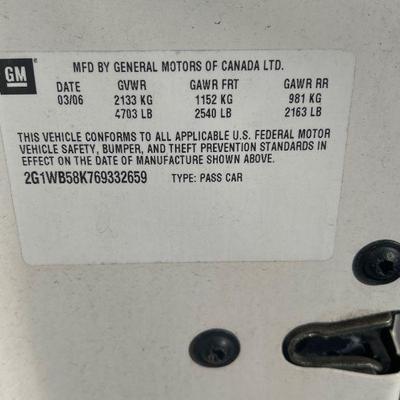 GM MFD BY GENERAL MOTORS OF CANADA LTD.
DATE GVWR GAWR FRT GAWR RR
03/06 2133 KG 1152 KG 981 KG
4703 LB 2540 LB 2163 LB
THIS VEHICLE CONFORMS TO ALL APPLICABLE U.S. FEDERAL MOTOR
VEHICLE SAFETY, BUMPER, AND THEFT PREVENTION STANDARDS IN
EFFECT ON THE DATE OF MANUFACTURE SHOWN ABOVE.
2G1WB58K769332659 TYPE: PASS CAR